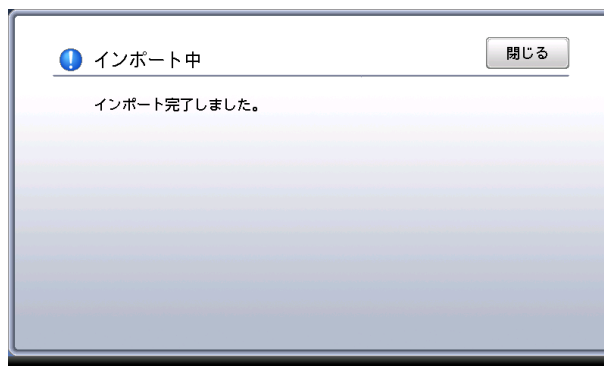 インポート中
閉じる
インポート完了しました。